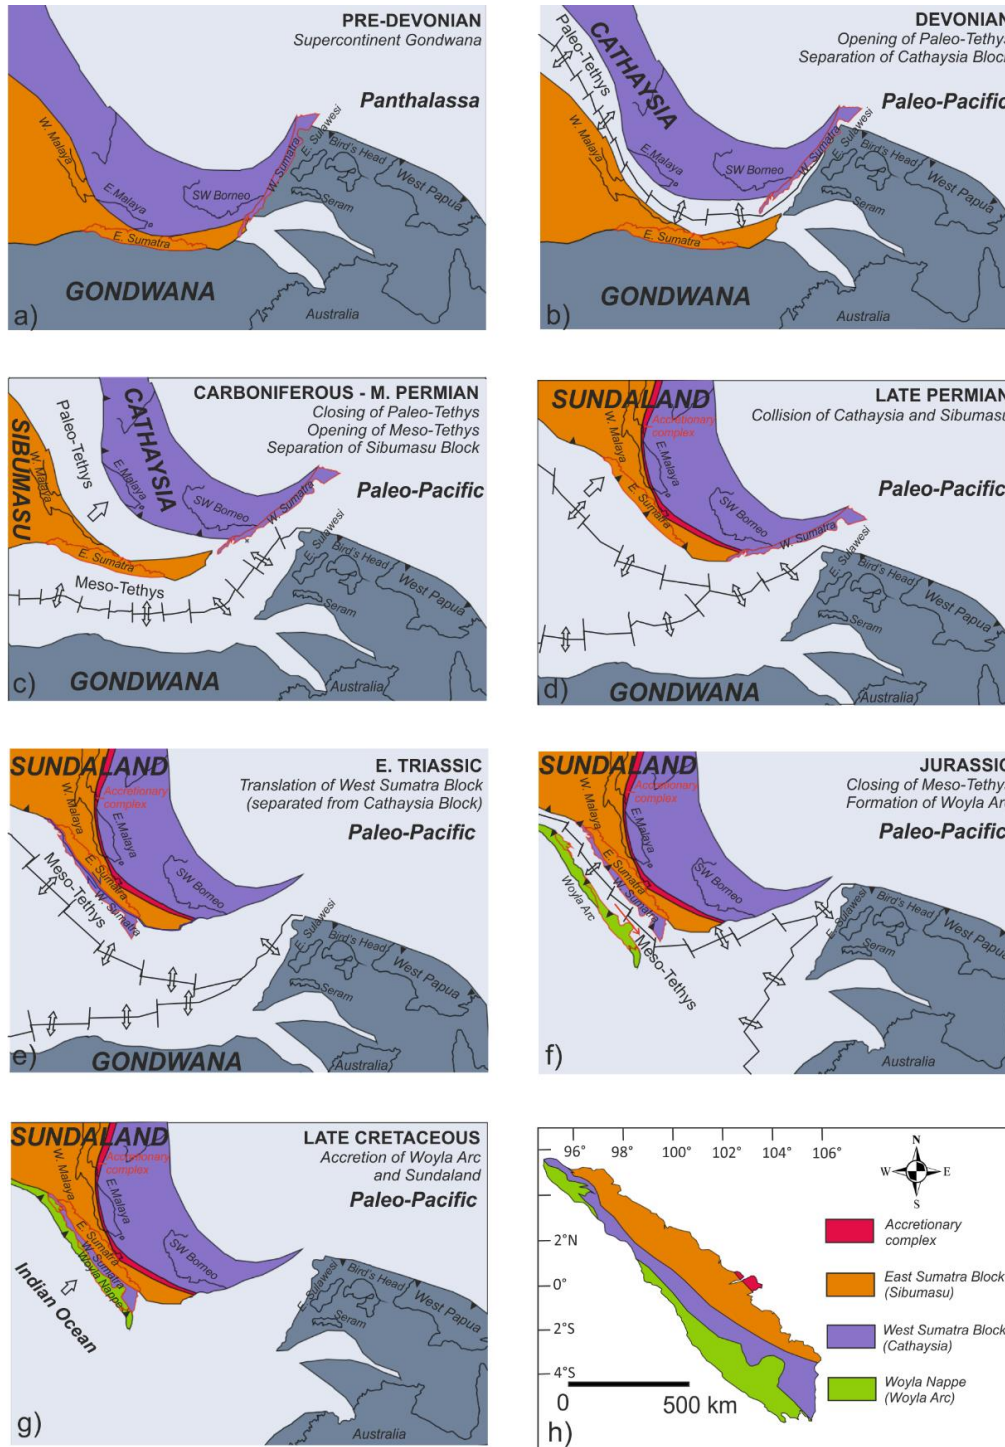 PRE-DEVONIAN
Supercontinent Gondwana
Panthalassa
W. Malaya
E.Malaya
SW Borneo
W. Sumatra
E. Sulawesi
Bird's Head
West Papua
Seram
E. Sumatra
GONDWANA
Australia
a)
DEVONIAN
Opening of Paleo-Tethys
Separation of Cathaysia Block
Paleo-Tethys
CATHAYSIA
Paleo-Pacific
W. Malaya
E.Malaya
SW Borneo
W. Sumatra
E. Sulawesi
Bird's Head
West Papua
Seram
E. Sumatra
GONDWANA
Australia
b)
CARBONIFEROUS - M. PERMIAN
Closing of Paleo-Tethys
Opening of Meso-Tethys
Separation of Sibumasu Block
Paleo-Tethys
CATHAYSIA
SIBUMASU
Paleo-Pacific
W. Malaya
E.Malaya
SW Borneo
W. Sumatra
E. Sumatra
Meso-Tethys
E. Sulawesi
Bird's Head
West Papua
Seram
GONDWANA
Australia
c)
SUNDALAND
LATE PERMIAN
Collision of Cathaysia and Sibumasu
Accretionary
complex
W. Malaya
E.Malaya
Paleo-Pacific
E. Sumatra
SW Borneo
W. Sumatra
E. Sulawesi
Bird's Head
West Papua
Seram
GONDWANA
Australia
d)
SUNDALAND
E. TRIASSIC
Translation of West Sumatra Block
(separated from Cathaysia Block)
Accretionary
complex
Paleo-Pacific
W. Malaya
E.Malaya
Meso-Tethys
E. Sumatra
W. Sumatra
SW Borneo
E. Sulawesi
Bird's Head
West Papua
Seram
GONDWANA
Australia
e)
SUNDALAND
JURASSIC
Closing of Meso-Tethys
Formation of Woyla Arc
Accretionary
complex
Paleo-Pacific
W. Malaya
E.Malaya
E. Sumatra
W. Sumatra
SW Borneo
Woyla Arc
Meso-Tethys
E. Sulawesi
Bird's Head
West Papua
Seram
Australia
f)
SUNDALAND
LATE CRETACEOUS
Accretion of Woyla Arc
and Sundaland
Accretionary
complex
Paleo-Pacific
W. Malaya
E.Malaya
E. Sumatra
W. Sumatra
Woyla Nappe
SW Borneo
Indian Ocean
E. Sulawesi
Bird's Head
West Papua
Seram
Australia
g)
96° 98° 100° 102° 104° 106°
N
W E
S
2°N
0°
2°S
4°S
0 500 km
Accretionary
complex
East Sumatra Block
(Sibumasu)
West Sumatra Block
(Cathaysia)
Woyla Nappe
(Woyla Arc)
h)